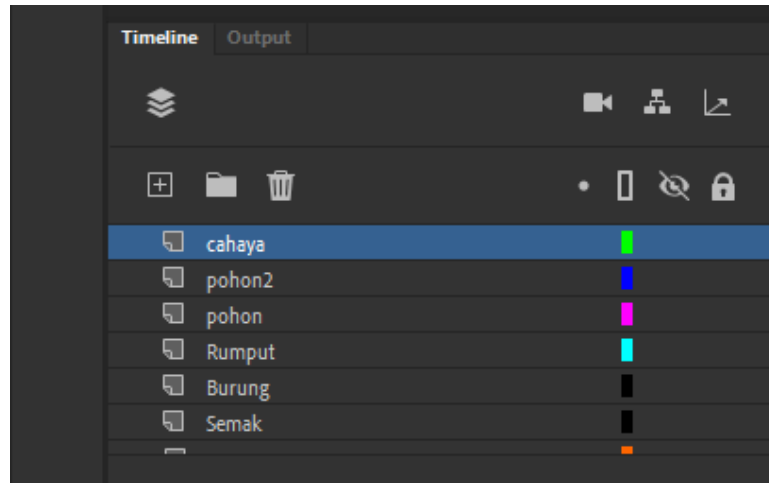 Timeline Output
cahaya
pohon2
pohon
Rumput
Burung
Semak